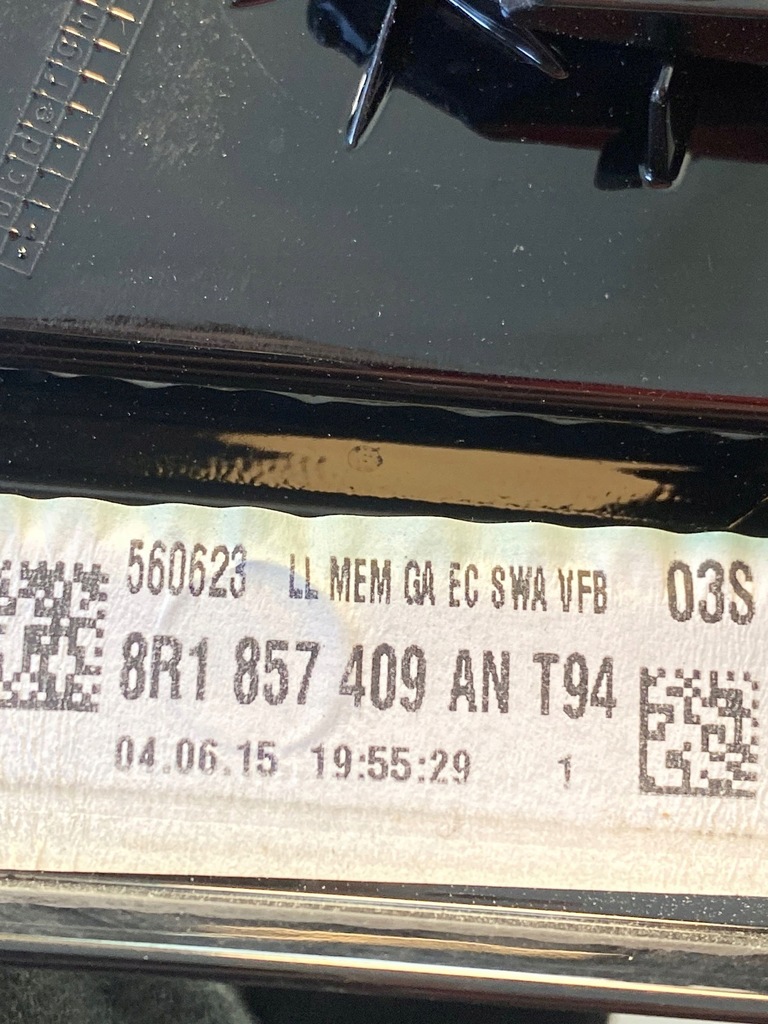 560623 LL MEM GA EC SWA VFB 03S
8R1 857 409 AN T94
04.06.15 19:55:29 1